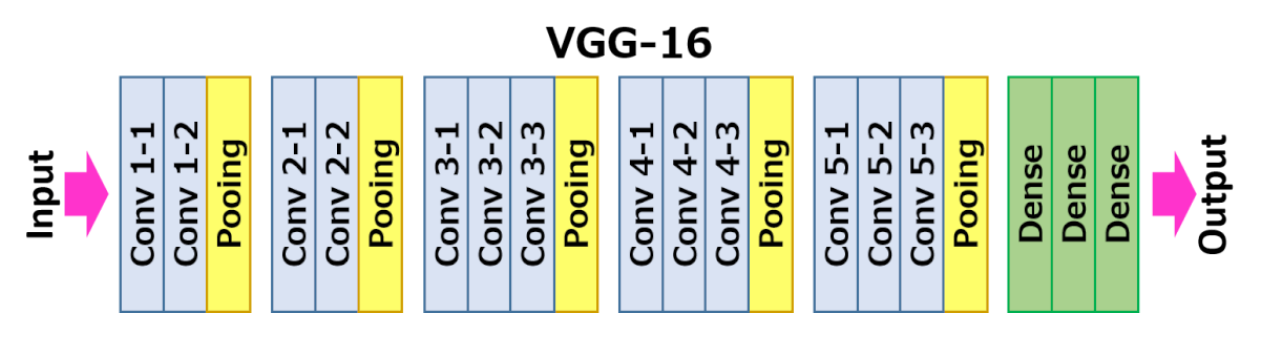 VGG-16
Input
Conv 1-1
Conv 1-2
Pooing
Conv 2-1
Conv 2-2
Pooing
Conv 3-1
Conv 3-2
Conv 3-3
Pooing
Conv 4-1
Conv 4-2
Conv 4-3
Pooing
Conv 5-1
Conv 5-2
Conv 5-3
Pooing
Dense
Dense
Dense
Output